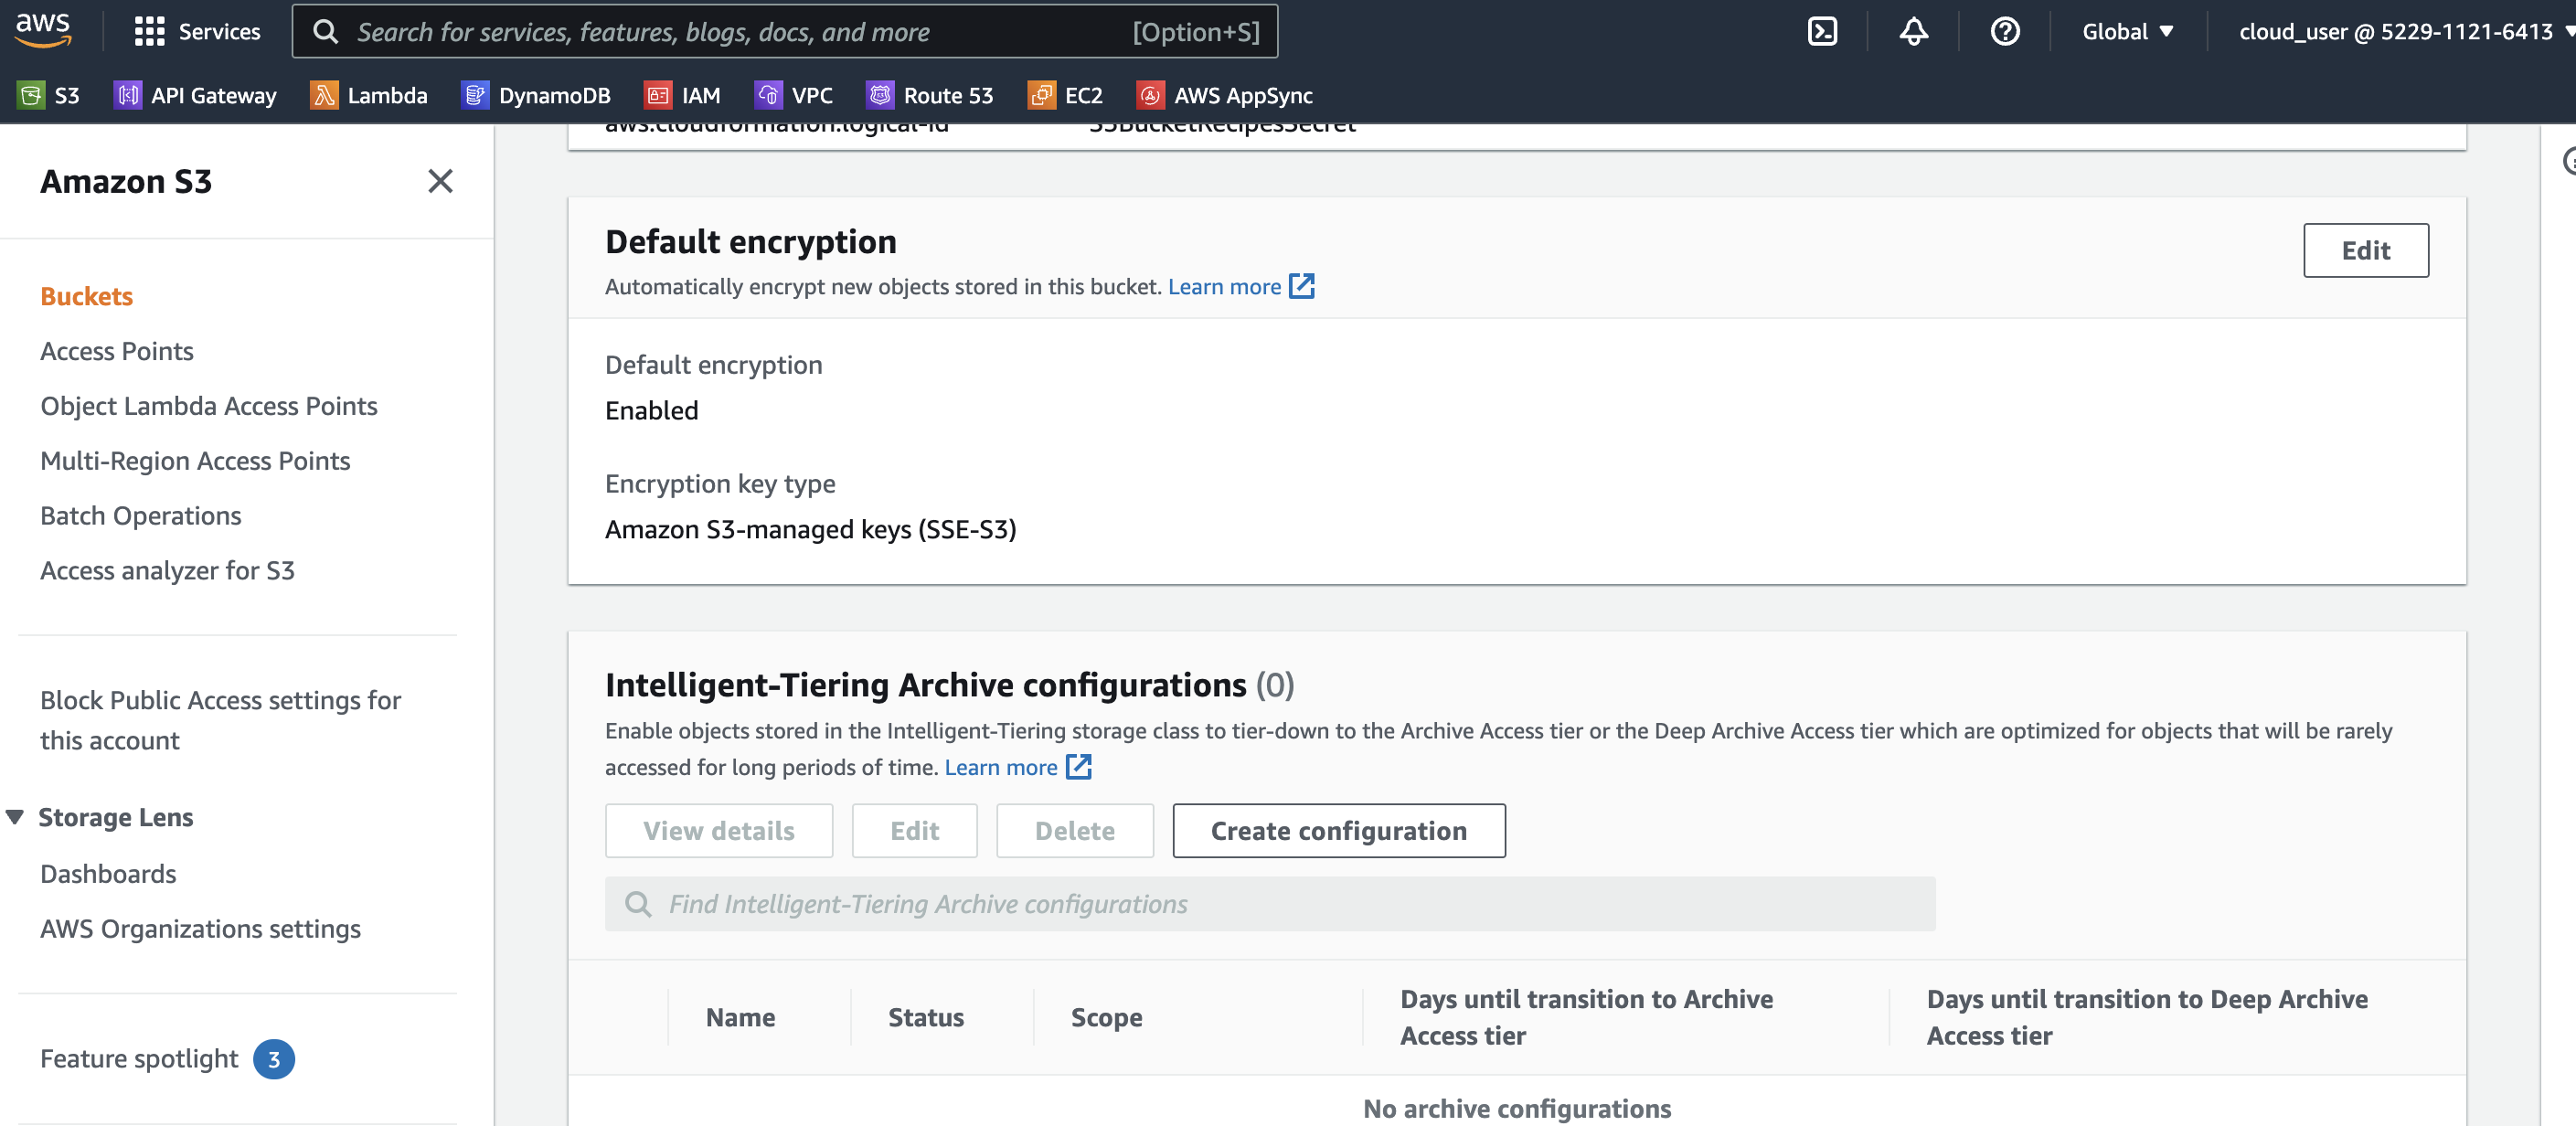 aws Services Search for services, features, blogs, docs, and more [Option+S] Global ▼ cloud_user @ 5229-1121-6413
S3 API Gateway Lambda DynamoDB IAM VPC Route 53 EC2 AWS AppSync
aws:cloudformation:logical-id S3BucketRecipesSecret
Amazon S3
Buckets
Access Points
Object Lambda Access Points
Multi-Region Access Points
Batch Operations
Access analyzer for S3
Block Public Access settings for
this account
Storage Lens
Dashboards
AWS Organizations settings
Feature spotlight 3
Default encryption
Edit
Automatically encrypt new objects stored in this bucket. Learn more
Default encryption
Enabled
Encryption key type
Amazon S3-managed keys (SSE-S3)
Intelligent-Tiering Archive configurations (0)
Enable objects stored in the Intelligent-Tiering storage class to tier-down to the Archive Access tier or the Deep Archive Access tier which are optimized for objects that will be rarely
accessed for long periods of time. Learn more
View details Edit Delete Create configuration
Find Intelligent-Tiering Archive configurations
Name Status Scope Days until transition to Archive
Access tier Days until transition to Deep Archive
Access tier
No archive configurations